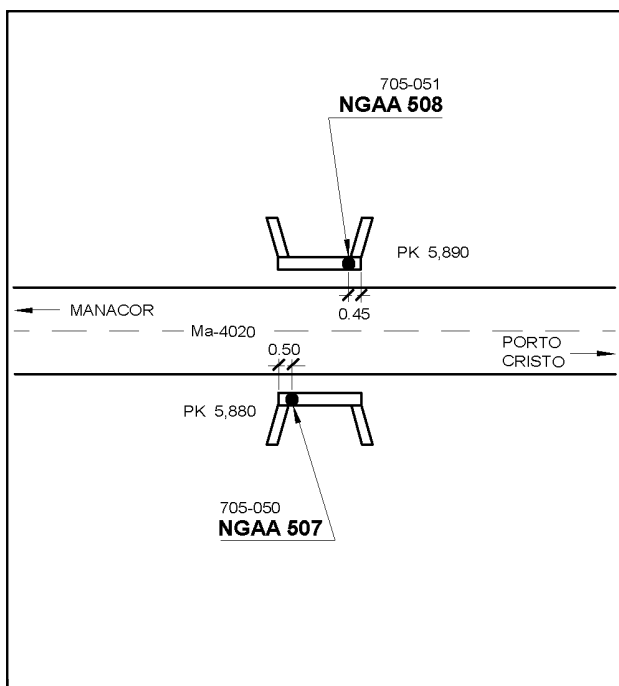 705-051
NGAA 508
PK 5,890
MANACOR
0.45
Ma-4020
0.50
PORTO
CRISTO
PK 5,880
705-050
NGAA 507